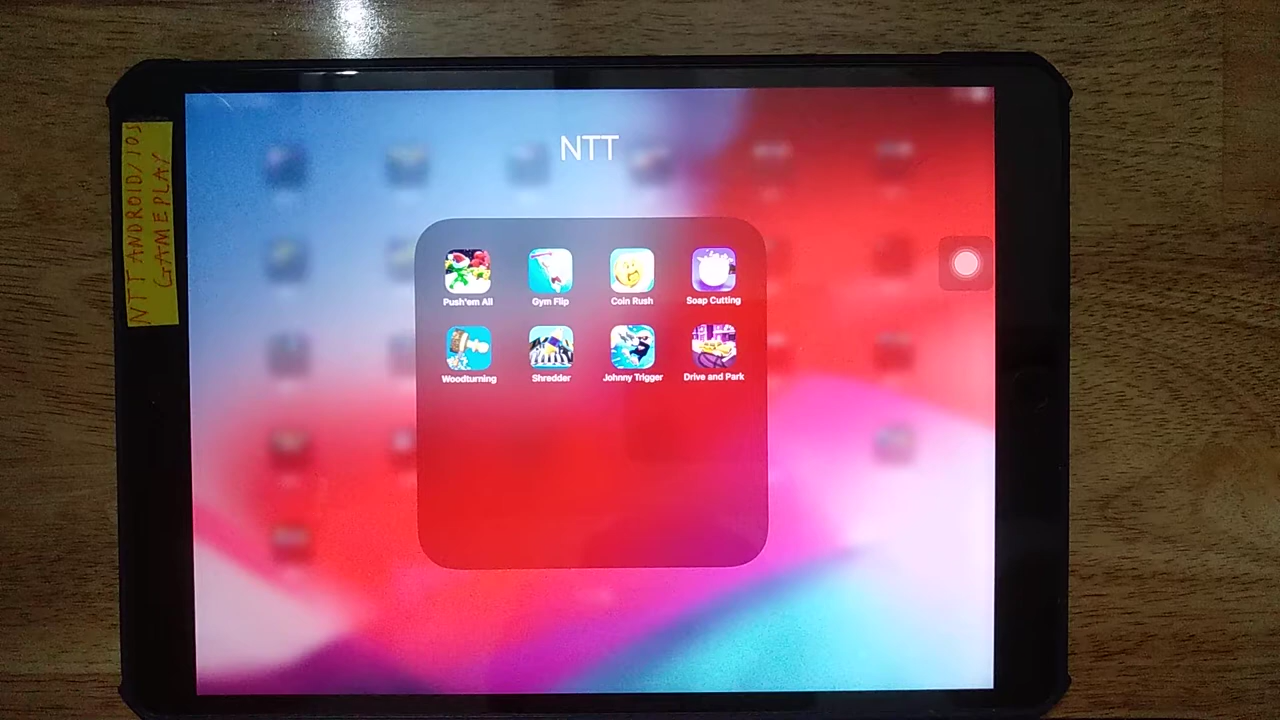 NTT ANDROID/IOS
GAMEPLAY
NTT
Push'em All
Gym Flip
Coin Rush
Soap Cutting
Woodturning
Shredder
Johnny Trigger
Drive and Park